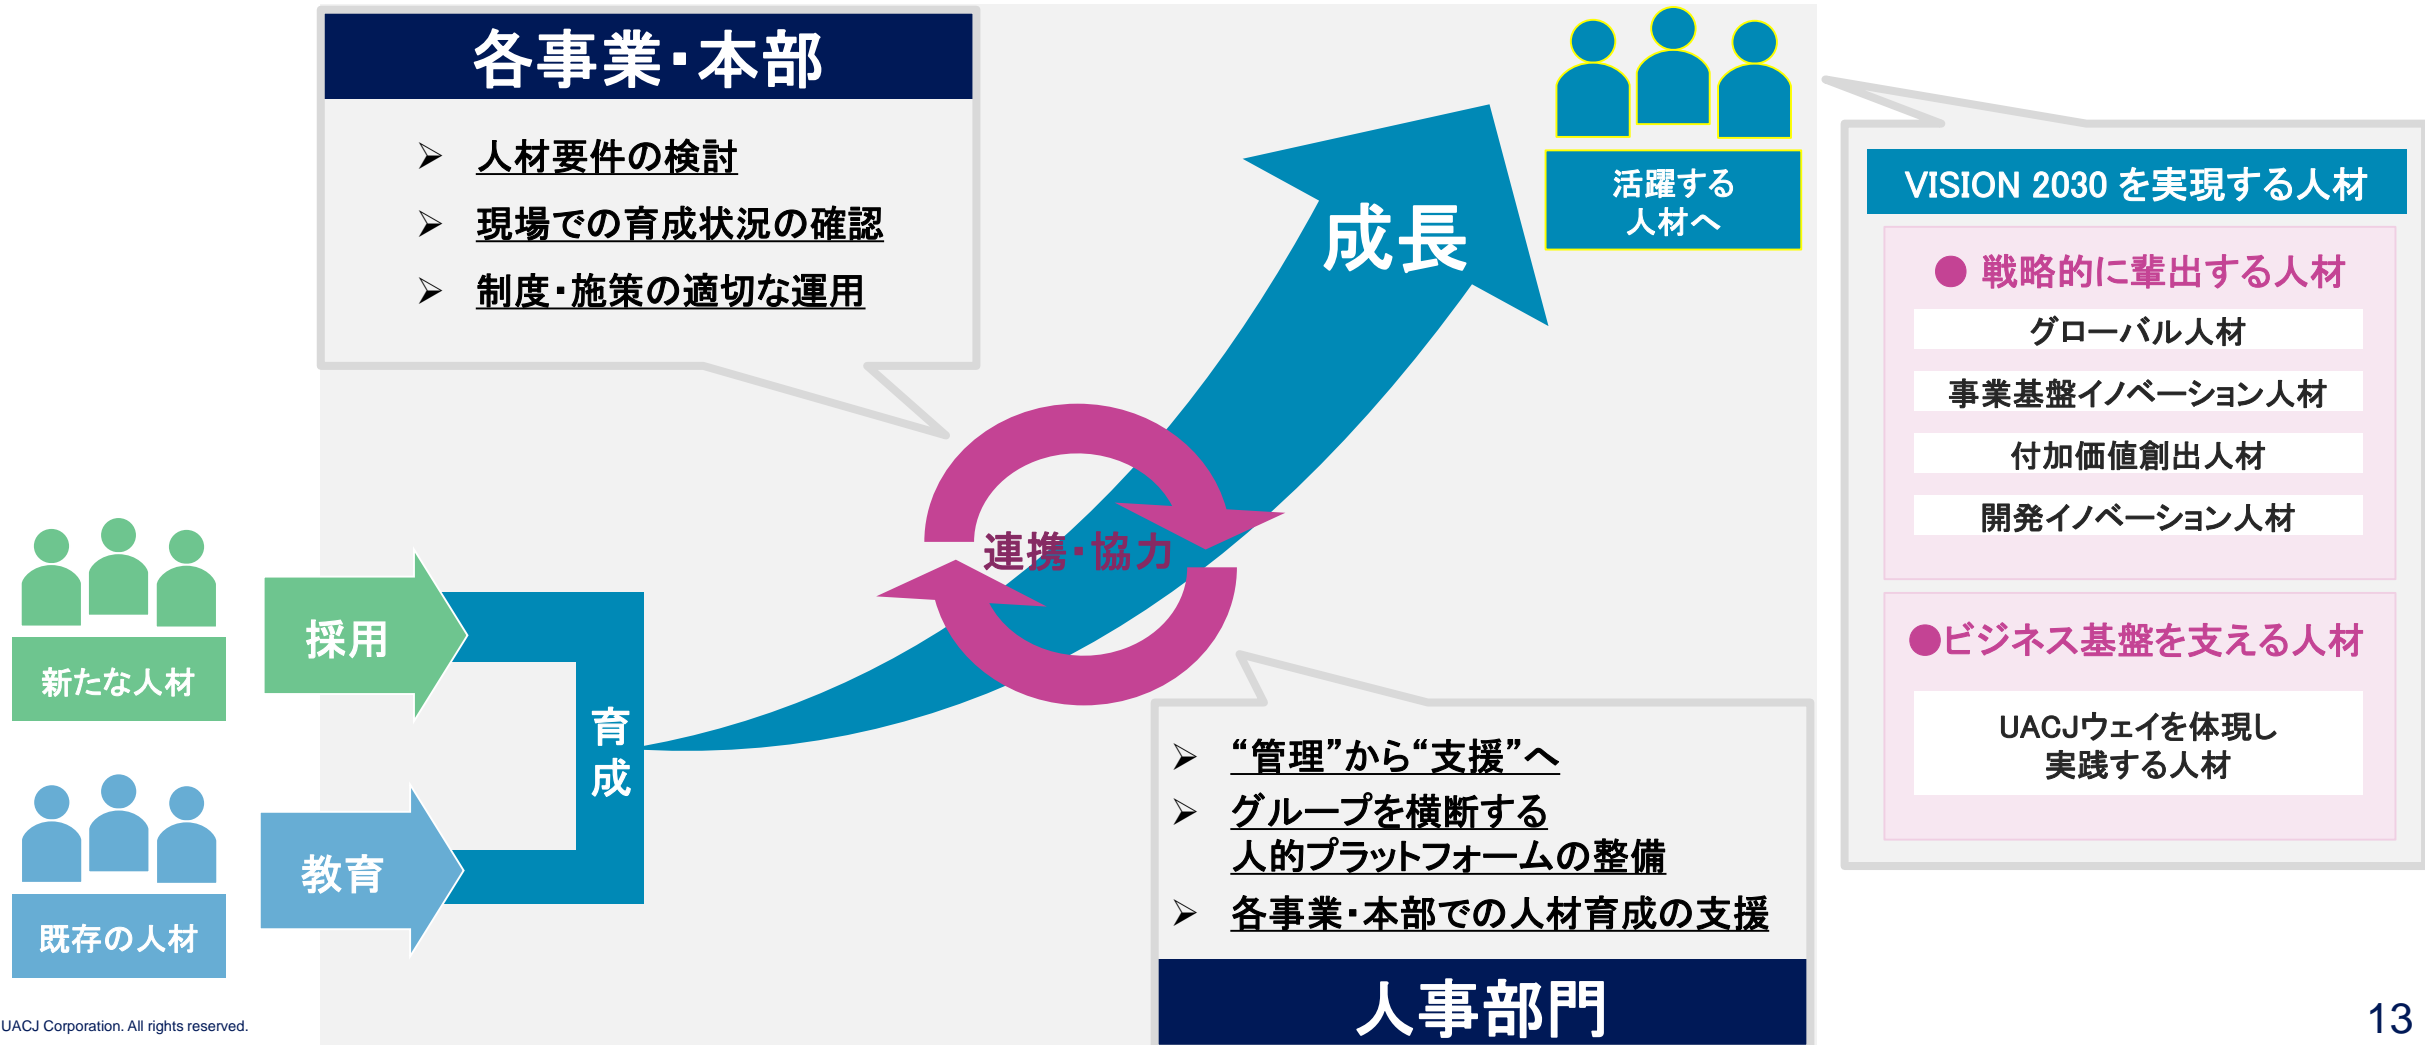 各事業・本部
➢ 人材要件の検討
➢ 現場での育成状況の確認
➢ 制度・施策の適切な運用
成長
活躍する
人材へ
VISION 2030 を実現する人材
● 戦略的に輩出する人材
グローバル人材
事業基盤イノベーション人材
付加価値創出人材
開発イノベーション人材
●ビジネス基盤を支える人材
UACJウェイを体現し
実践する人材
連携・協力
新たな人材
採用
育成
既存の人材
教育
➢ “管理”から“支援”へ
➢ グループを横断する
人的プラットフォームの整備
➢ 各事業・本部での人材育成の支援
人事部門
UACJ Corporation. All rights reserved.
13